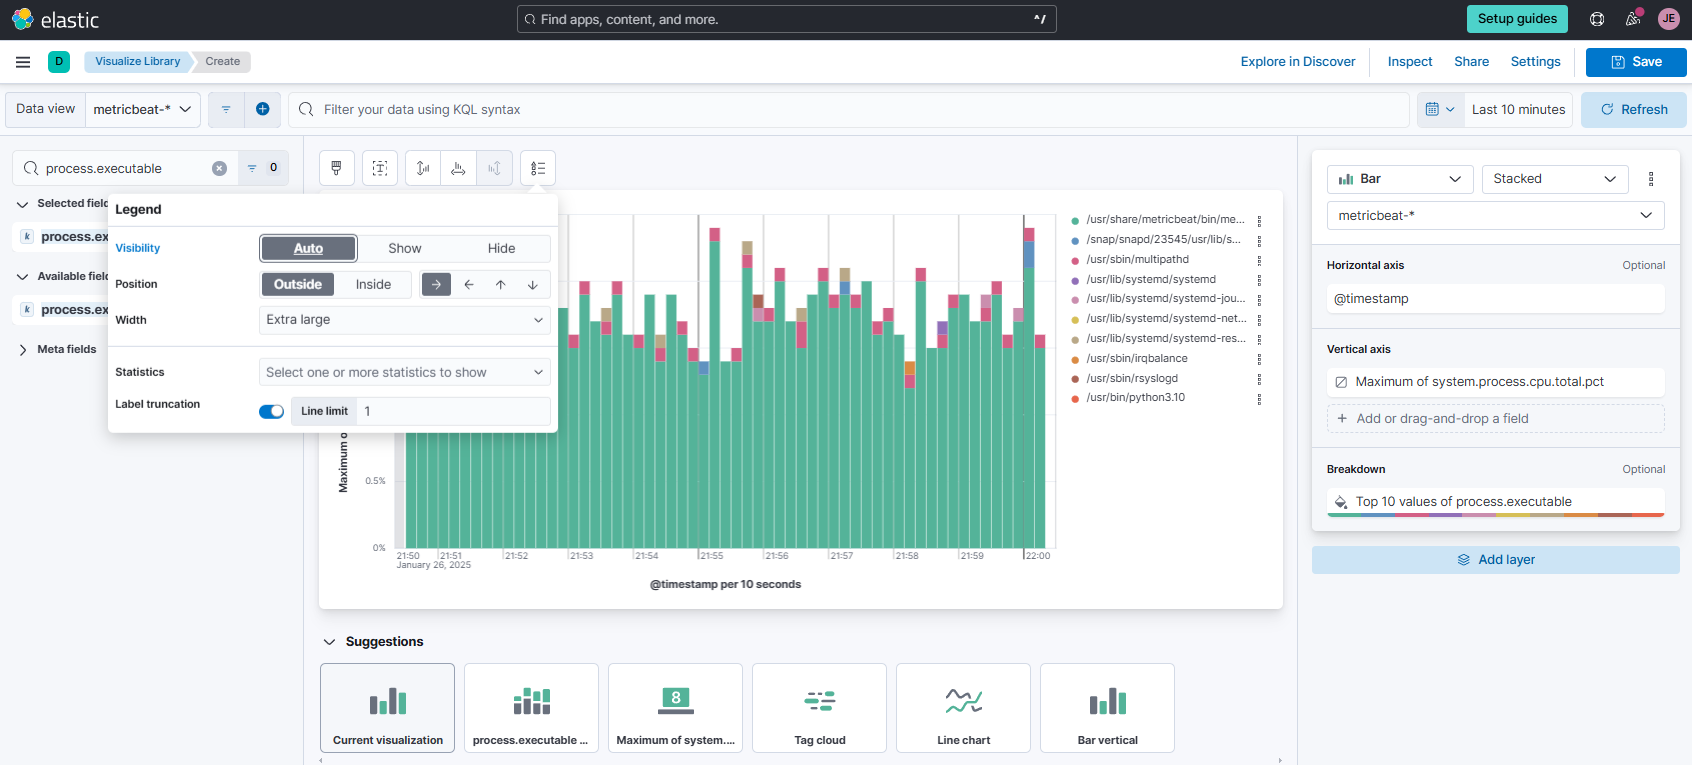 elastic
Find apps, content, and more.
^/
Setup guides
JE
D
Visualize Library
Create
Explore in Discover
Inspect
Share
Settings
Save
Data view
metricbeat-*
Filter your data using KQL syntax
Last 10 minutes
Refresh
process.executable
0
Selected field
k process.ex
Available field
k process.ex
Meta fields
Legend
Visibility
Auto
Show
Hide
Position
Outside
Inside
Width
Extra large
Statistics
Select one or more statistics to show
Label truncation
Line limit
1
Maximum o
0.5%
0%
21:50
21:51
21:52
21:53
21:54
21:55
21:56
21:57
21:58
21:59
22:00
January 26, 2025
@timestamp per 10 seconds
/usr/share/metricbeat/bin/me...
/snap/snapd/23545/usr/lib/s...
/usr/sbin/multipathd
/usr/lib/systemd/systemd
/usr/lib/systemd/systemd-jou...
/usr/lib/systemd/systemd-net...
/usr/lib/systemd/systemd-res...
/usr/sbin/irqbalance
/usr/sbin/rsyslogd
/usr/bin/python3.10
Suggestions
Current visualization
process.executable ...
8
Maximum of system....
Tag cloud
Line chart
Bar vertical
Bar
Stacked
metricbeat-*
Horizontal axis
Optional
@timestamp
Vertical axis
Maximum of system.process.cpu.total.pct
Add or drag-and-drop a field
Breakdown
Optional
Top 10 values of process.executable
Add layer